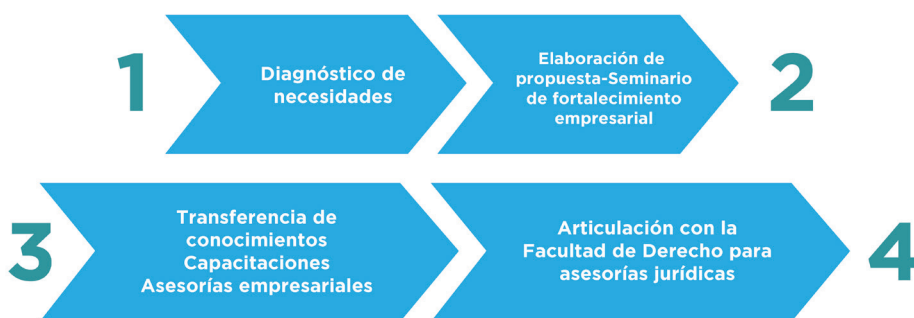 1
Diagnóstico de
necesidades
Elaboración de
propuesta-Seminario
de fortalecimiento
empresarial
2
3
Transferencia de
conocimientos
Capacitaciones
Asesorías empresariales
Articulación con la
Facultad de Derecho para
asesorías jurídicas
4